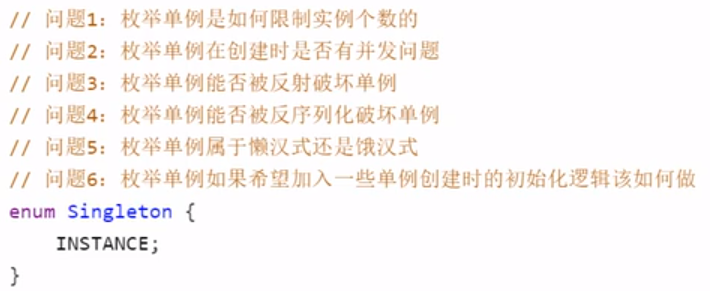 // 问题1：枚举单例是如何限制实例个数的
// 问题2：枚举单例在创建时是否有并发问题
// 问题3：枚举单例能否被反射破坏单例
// 问题4：枚举单例能否被反序列化破坏单例
// 问题5：枚举单例属于懒汉式还是饿汉式
// 问题6：枚举单例如果希望加入一些单例创建时的初始化逻辑该如何做
enum Singleton {
    INSTANCE;
}